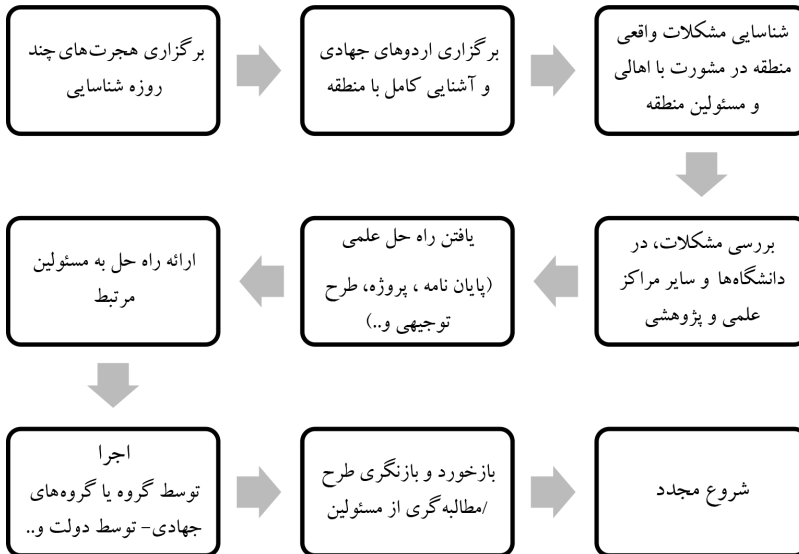 برگزاری هجرت‌های چند
روزه شناسایی
برگزاری اردوهای جهادی
و آشنایی کامل با منطقه
شناسایی مشکلات واقعی
منطقه در مشورت با اهالی
و مسئولین منطقه
بررسی مشکلات، در
دانشگاه‌ها و سایر مراکز
علمی و پژوهشی
یافتن راه حل علمی
(پایان نامه ، پروژه، طرح
توجیهی و..)
ارائه راه حل به مسئولین
مرتبط
اجرا
توسط گروه یا گروه‌های
جهادی- توسط دولت و..
بازخورد و بازنگری طرح
/مطالبه‌گری از مسئولین
شروع مجدد